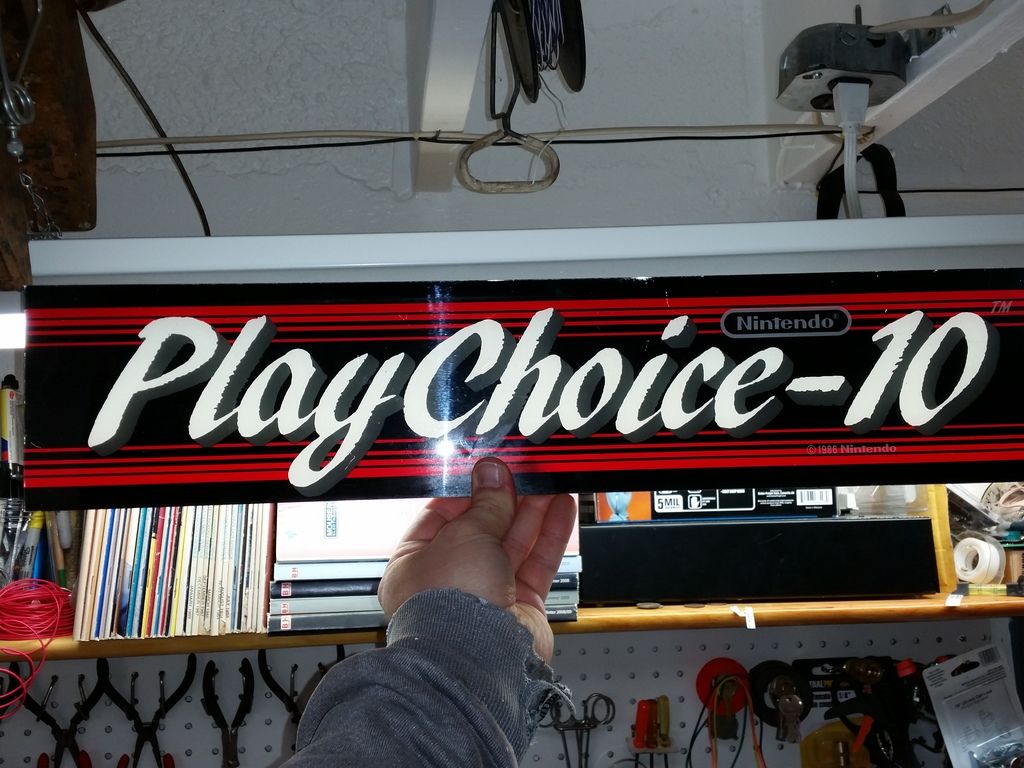 PlayChoice-10
Nintendo®
TM
©1986 Nintendo
5 MIL
B&H
B&H
B&H
B&H